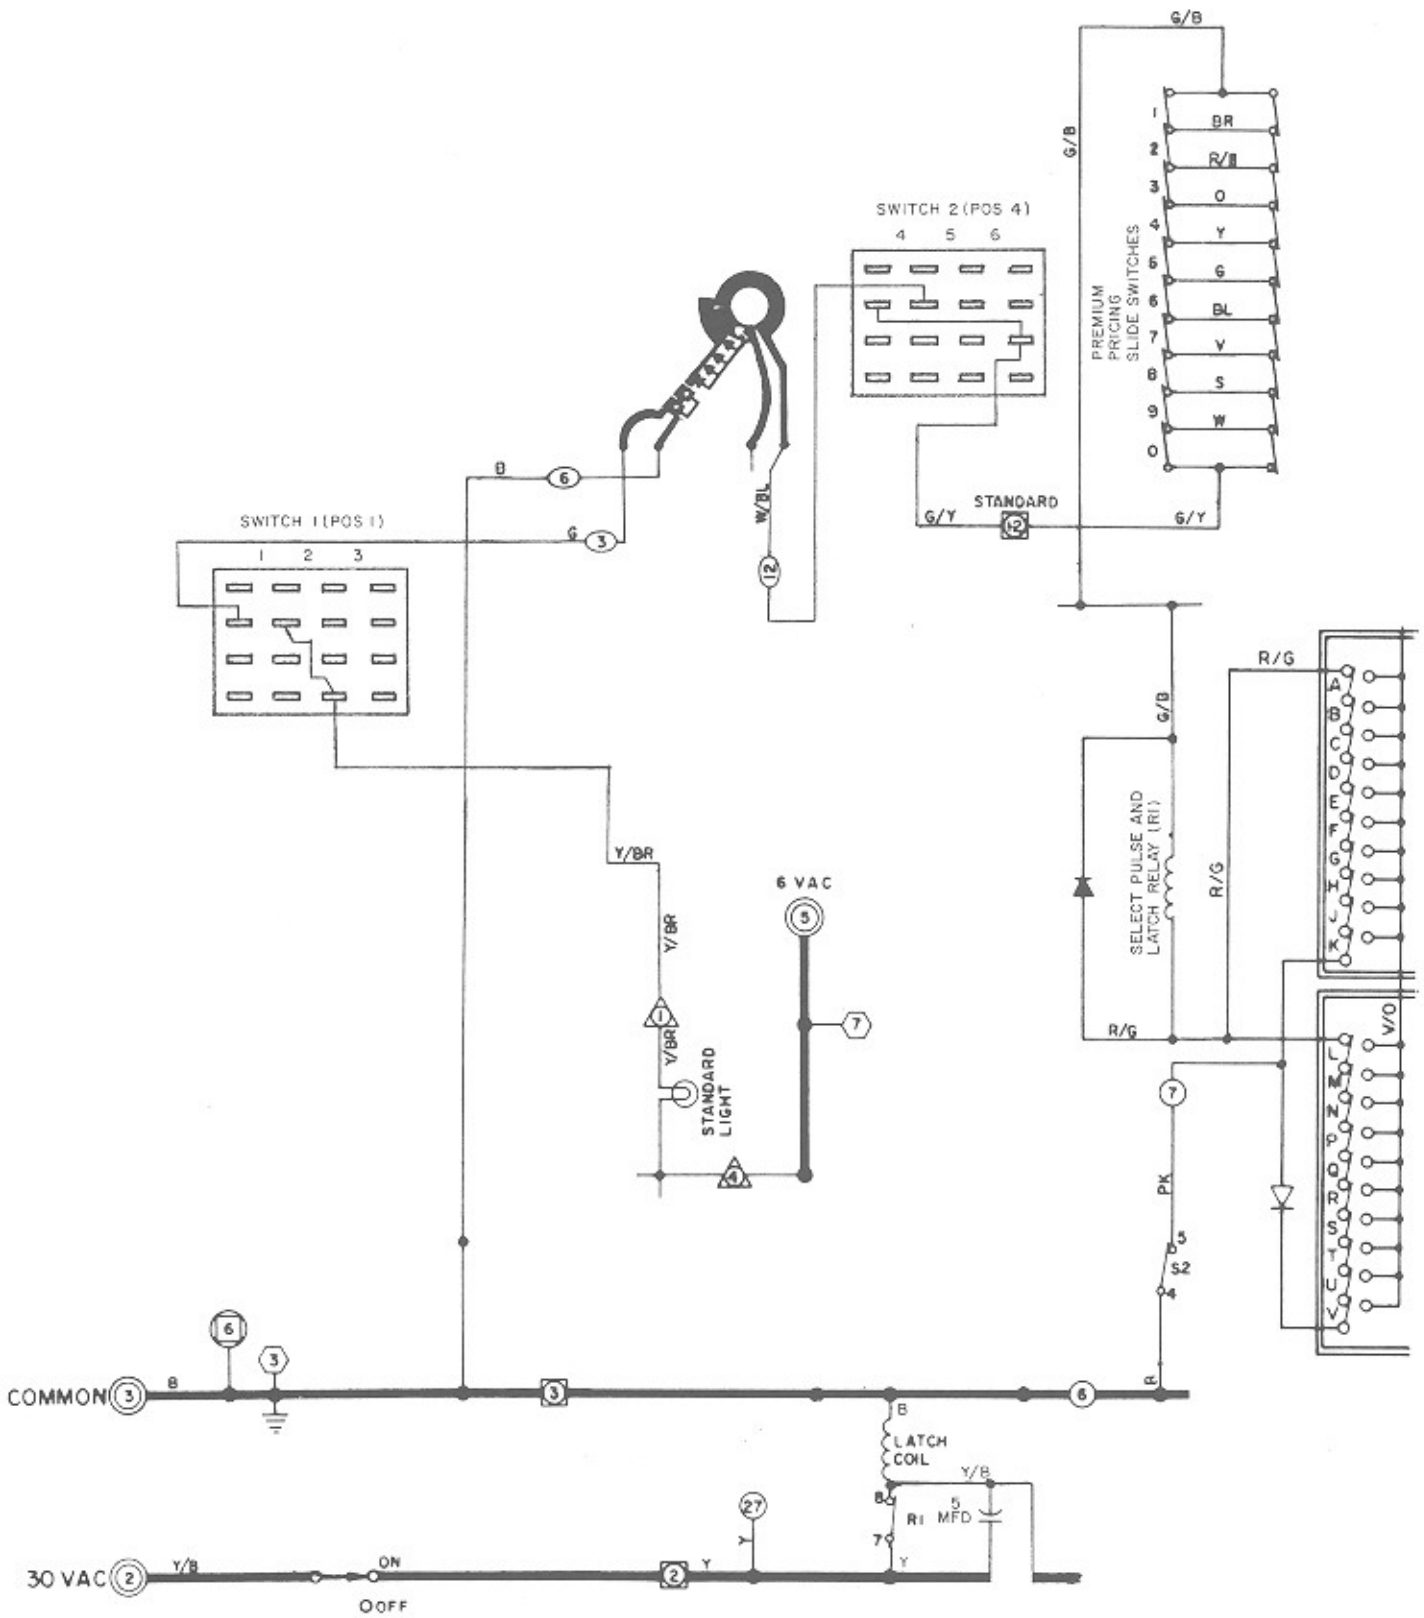 G/B
G/B
1
BR
2
R/B
3
O
4
Y
5
G
6
BL
7
V
8
S
9
W
0
PREMIUM
PRICING
SLIDE SWITCHES
SWITCH 2 (POS 4)
4 5 6
B
6
W/BL
STANDARD
G/Y
12
G/Y
SWITCH 1 (POS 1)
G
3
1 2 3
12
R/G
G/B
A
B
C
D
E
F
G
H
J
K
SELECT PULSE AND
LATCH RELAY (R1)
R/G
Y/BR
6 VAC
5
Y/BR
1
7
Y/BR
STANDARD
LIGHT
4
R/G
V/O
L
M
N
P
Q
R
S
T
U
V
7
PK
5
S2
4
6
3
COMMON
3
B
3
6
B
B
LATCH
COIL
Y/B
8
5
R1
MFD
7
27
Y
Y
30 VAC
2
Y/B
ON
2
Y
O OFF